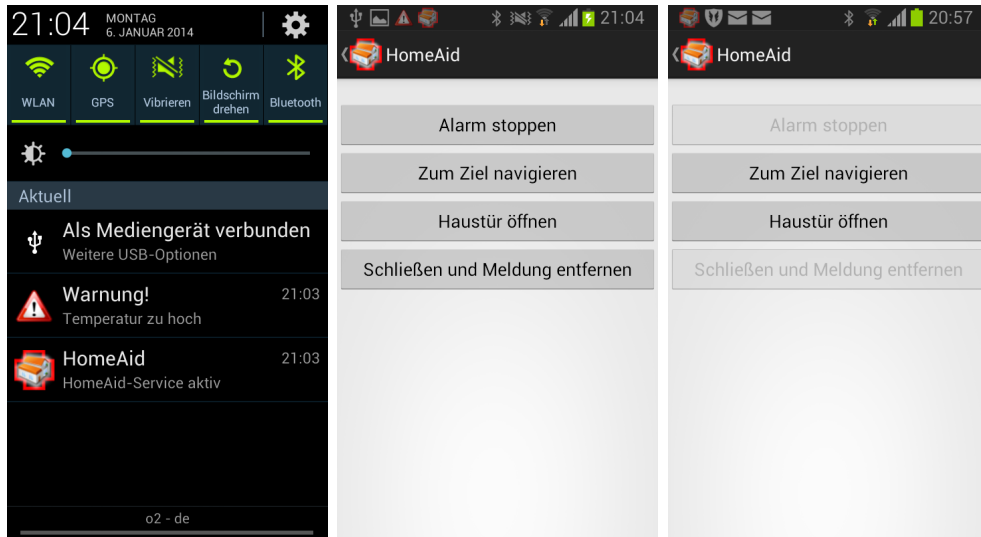 21:04 MONTAG
6. JANUAR 2014
WLAN
GPS
Vibrieren
Bildschirm
drehen
Bluetooth
Aktuell
Als Mediengerät verbunden
Weitere USB-Optionen
Warnung! 21:03
Temperatur zu hoch
HomeAid 21:03
HomeAid-Service aktiv
o2 - de
21:04
HomeAid
Alarm stoppen
Zum Ziel navigieren
Haustür öffnen
Schließen und Meldung entfernen
20:57
HomeAid
Alarm stoppen
Zum Ziel navigieren
Haustür öffnen
Schließen und Meldung entfernen